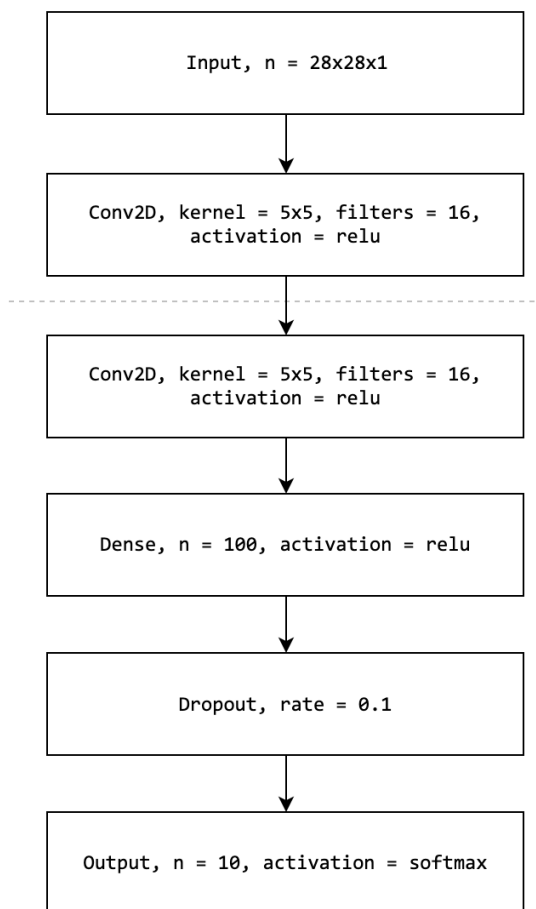 Input, n = 28x28x1
Conv2D, kernel = 5x5, filters = 16,
activation = relu
Conv2D, kernel = 5x5, filters = 16,
activation = relu
Dense, n = 100, activation = relu
Dropout, rate = 0.1
Output, n = 10, activation = softmax